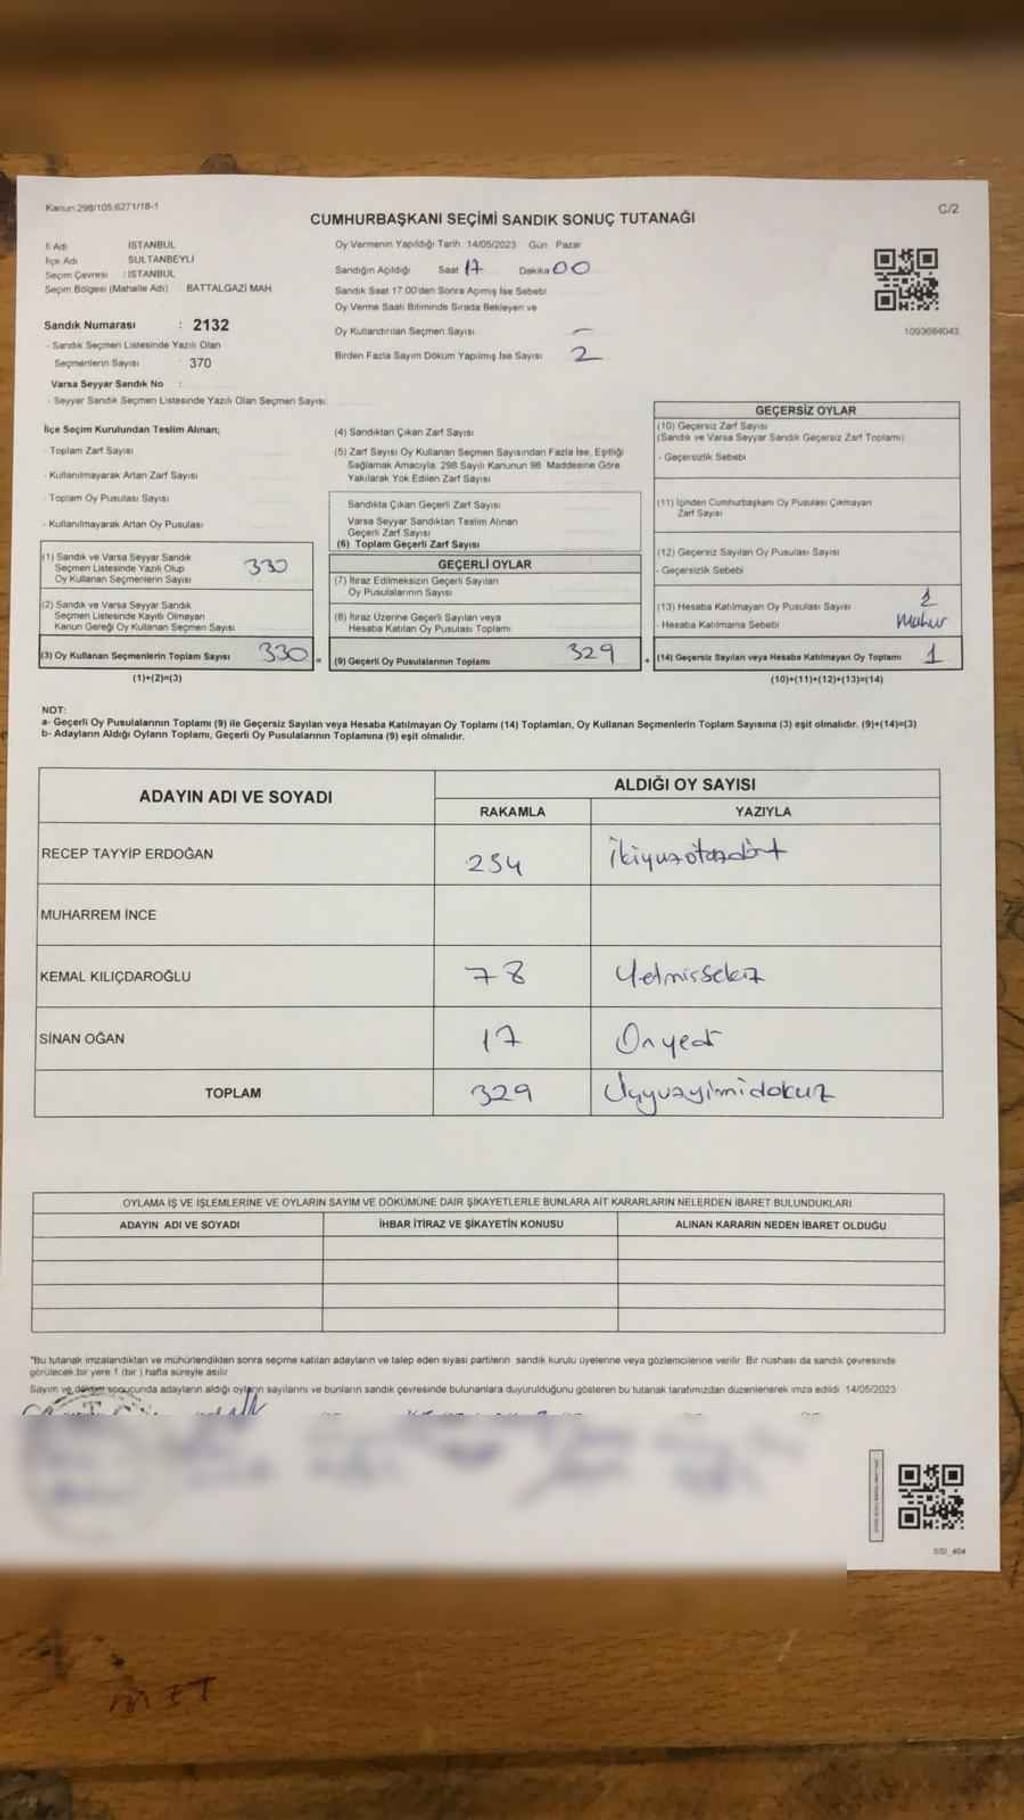 Kanun:298/105.6271/18-1
C/2
CUMHURBAŞKANI SEÇİMİ SANDIK SONUÇ TUTANAĞI
İl Adı İSTANBUL
İlçe Adı SULTANBEYLİ
Seçim Çevresi : İSTANBUL
Seçim Bölgesi (Mahalle Adı) BATTALGAZİ MAH.
Oy Vermenin Yapıldığı Tarih 14/05/2023 Gün Pazar
Sandığın Açıldığı Saat 17 Dakika 00
Sandık Saat 17:00'den Sonra Açmış İse Sebebi
Oy Verme Saati Bitiminde Sırada Bekleyen ve
Oy Kullandırılan Seçmen Sayısı -
Birden Fazla Sayım Döküm Yapılmış İse Sayısı 2
1093684043
Sandık Numarası : 2132
- Sandık Seçmen Listesinde Yazılı Olan
Seçmenlerin Sayısı 370
Varsa Seyyar Sandık No :
- Seyyar Sandık Seçmen Listesinde Yazılı Olan Seçmen Sayısı
İlçe Seçim Kurulundan Teslim Alınan;
- Toplam Zarf Sayısı
- Kullanılmayarak Artan Zarf Sayısı
- Toplam Oy Pusulası Sayısı
- Kullanılmayarak Artan Oy Pusulası
(1) Sandık ve Varsa Seyyar Sandık
Seçmen Listesinde Yazılı Olup
Oy Kullanan Seçmenlerin Sayısı 330
(2) Sandık ve Varsa Seyyar Sandık
Seçmen Listesinde Kayıtlı Olmayan
Kanun Gereği Oy Kullanan Seçmen Sayısı
(3) Oy Kullanan Seçmenlerin Toplam Sayısı 330 =
(1)+(2)=(3)
(4) Sandıktan Çıkan Zarf Sayısı
(5) Zarf Sayısı Oy Kullanan Seçmen Sayısından Fazla İse, Eşitliği
Sağlamak Amacıyla, 298 Sayılı Kanunun 98. Maddesine Göre
Yakılarak Yok Edilen Zarf Sayısı
Sandıkta Çıkan Geçerli Zarf Sayısı
Varsa Seyyar Sandıktan Teslim Alınan
Geçerli Zarf Sayısı
(6) Toplam Geçerli Zarf Sayısı
GEÇERLİ OYLAR
(7) İtiraz Edilmeksizin Geçerli Sayılan
Oy Pusulalarının Sayısı
(8) İtiraz Üzerine Geçerli Sayılan veya
Hesaba Katılan Oy Pusulası Toplamı
(9) Geçerli Oy Pusulalarının Toplamı 329 +
GEÇERSİZ OYLAR
(10) Geçersiz Zarf Sayısı
(Sandık ve Varsa Seyyar Sandık Geçersiz Zarf Toplamı)
- Geçersizlik Sebebi
(11) İçinden Cumhurbaşkanı Oy Pusulası Çıkmayan
Zarf Sayısı
(12) Geçersiz Sayılan Oy Pusulası Sayısı
- Geçersizlik Sebebi
(13) Hesaba Katılmayan Oy Pusulası Sayısı 1
- Hesaba Katılmama Sebebi Mühür
(14) Geçersiz Sayılan veya Hesaba Katılmayan Oy Toplamı 1
(10)+(11)+(12)+(13)=(14)
NOT:
a- Geçerli Oy Pusulalarının Toplamı (9) ile Geçersiz Sayılan veya Hesaba Katılmayan Oy Toplamı (14) Toplamları, Oy Kullanan Seçmenlerin Toplam Sayısına (3) eşit olmalıdır. (9)+(14)=(3)
b- Adayların Aldığı Oyların Toplamı, Geçerli Oy Pusulalarının Toplamına (9) eşit olmalıdır.
ADAYIN ADI VE SOYADI
ALDIĞI OY SAYISI
RAKAMLA YAZIYLA
RECEP TAYYİP ERDOĞAN 234 İkiyuzotuzdört
MUHARREM İNCE
KEMAL KILIÇDAROĞLU 78 Yetmissekiz
SİNAN OĞAN 17 Onyedi
TOPLAM 329 Üçyuzyirmidokuz
OYLAMA İŞ VE İŞLEMLERİNE VE OYLARIN SAYIM VE DÖKÜMÜNE DAİR ŞİKAYETLERLE BUNLARA AİT KARARLARIN NELERDEN İBARET BULUNDUKLARI
ADAYIN ADI VE SOYADI İHBAR İTİRAZ VE ŞİKAYETİN KONUSU ALINAN KARARIN NEDEN İBARET OLDUĞU
"Bu tutanak imzalandıktan ve mühürlendikten sonra seçime katılan adayların ve talep eden siyasi partilerin sandık kurulu üyelerine veya gözlemcilerine verilir. Bir nüshası da sandık çevresinde
görülecek bir yere 1 (bir ) hafta süreyle asılır.
Sayım ve döküm sonucunda adayların aldığı oyların sayılarını ve bunların sandık çevresinde bulunanlara duyurulduğunu gösteren bu tutanak tarafımızdan düzenlenerek imza edildi. 14/05/2023
MET